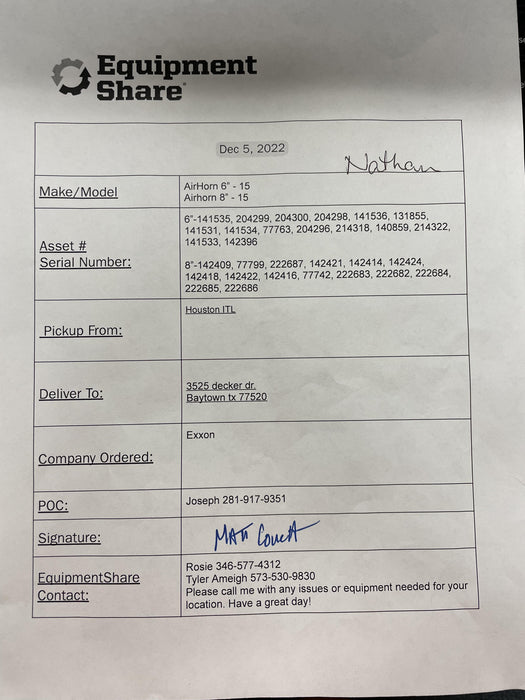 Equipment
Share
Dec 5, 2022
Nathan
Make/Model
AirHorn 6" - 15
Airhorn 8" - 15
Asset #
Serial Number:
6"-141535, 204299, 204300, 204298, 141536, 131855,
141531, 141534, 77763, 204296, 214318, 140859, 214322,
141533, 142396
8"-142409, 77799, 222687, 142421, 142414, 142424,
142418, 142422, 142416, 77742, 222683, 222682, 222684,
222685, 222686
Pickup From:
Houston ITL
Deliver To:
3525 decker dr.
Baytown tx 77520
Company Ordered:
Exxon
POC:
Joseph 281-917-9351
Signature:
MATT
EquipmentShare
Contact:
Rosie 346-577-4312
Tyler Ameigh 573-530-9830
Please call me with any issues or equipment needed for your
location. Have a great day!